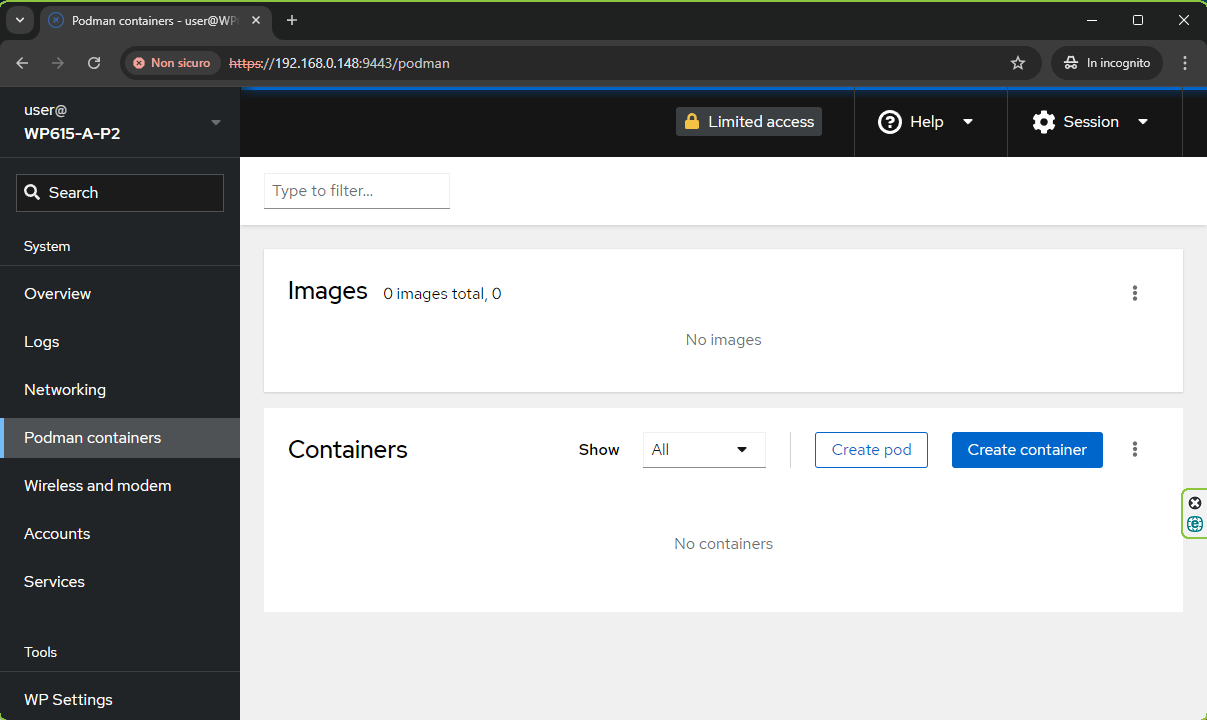 Podman containers - user@WP
Non sicuro
https://192.168.0.148:9443/podman
In incognito
user@
WP615-A-P2
Limited access
Help
Session
Search
Type to filter...
System
Overview
Logs
Networking
Podman containers
Wireless and modem
Accounts
Services
Tools
WP Settings
Images 0 images total, 0
No images
Containers Show All Create pod Create container
No containers